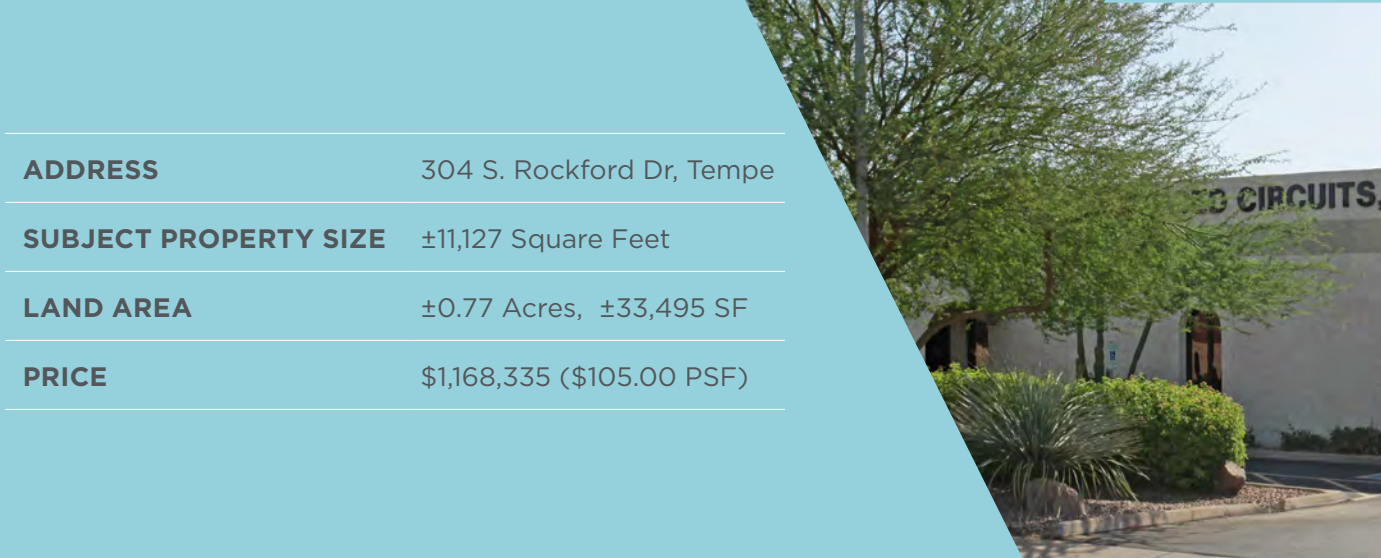 ADDRESS 304 S. Rockford Dr, Tempe
SUBJECT PROPERTY SIZE ±11,127 Square Feet
LAND AREA ±0.77 Acres, ±33,495 SF
PRICE $1,168,335 ($105.00 PSF)
CIRCUITS,